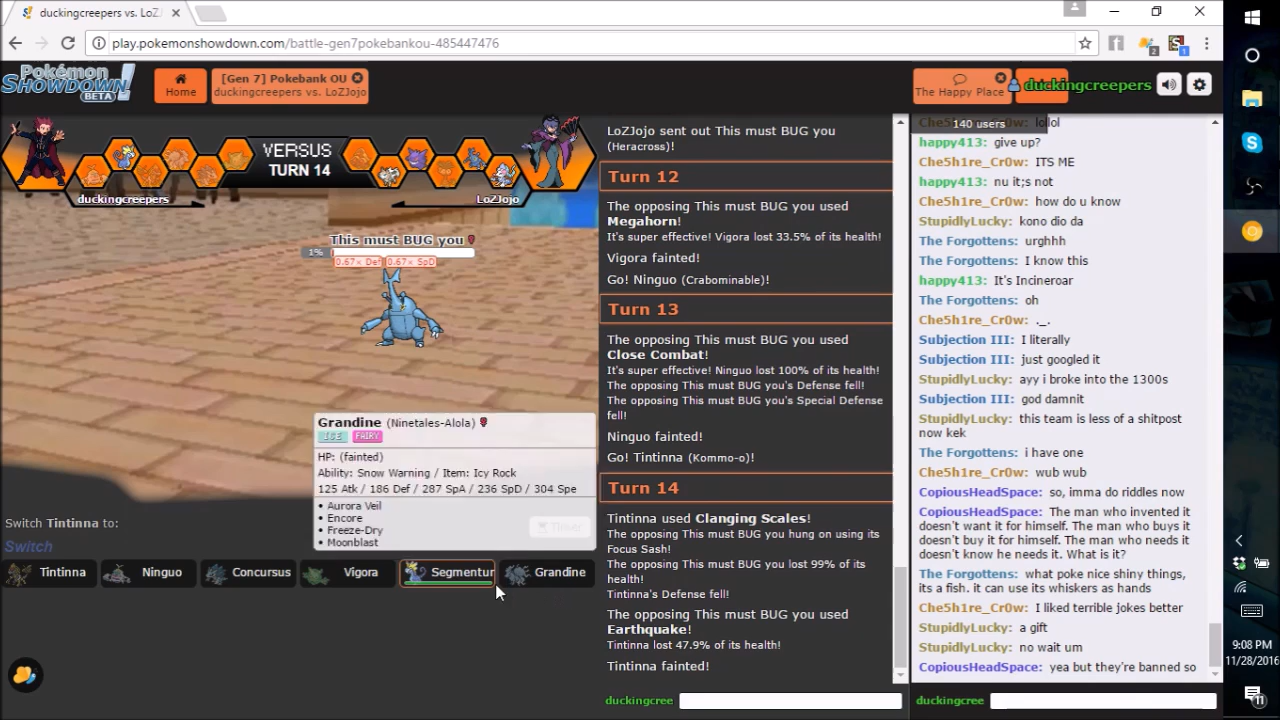 duckingcreepers vs. LoZJ
play.pokemonshowdown.com/battle-gen7pokebankou-485447476
2
1
Pokémon
SHOWDOWN!
BETA
Home
[Gen 7] Pokebank OU
duckingcreepers vs. LoZJojo
The Happy Place
duckingcreepers
140 users
VERSUS
TURN 14
duckingcreepers
LoZJojo
This must BUG you
1%
0.67× Def 0.67× SpD
Grandine (Ninetales-Alola)
ICE FAIRY
HP: (fainted)
Ability: Snow Warning / Item: Icy Rock
125 Atk / 186 Def / 287 SpA / 236 SpD / 304 Spe
• Aurora Veil
• Encore
• Freeze-Dry
• Moonblast
Timer
Switch Tintinna to:
Switch
Tintinna
Ninguo
Concursus
Vigora
Segmentur
Grandine
LoZJojo sent out This must BUG you
(Heracross)!
Turn 12
The opposing This must BUG you used
Megahorn!
It's super effective! Vigora lost 33.5% of its health!
Vigora fainted!
Go! Ninguo (Crabominable)!
Turn 13
The opposing This must BUG you used
Close Combat!
It's super effective! Ninguo lost 100% of its health!
The opposing This must BUG you's Defense fell!
The opposing This must BUG you's Special Defense
fell!
Ninguo fainted!
Go! Tintinna (Kommo-o)!
Turn 14
Tintinna used Clanging Scales!
The opposing This must BUG you hung on using its
Focus Sash!
The opposing This must BUG you lost 99% of its
health!
Tintinna's Defense fell!
The opposing This must BUG you used
Earthquake!
Tintinna lost 47.9% of its health!
Tintinna fainted!
duckingcree
Che5h1re_Cr0w: lollol
happy413: give up?
Che5h1re_Cr0w: ITS ME
happy413: nu it;s not
Che5h1re_Cr0w: how do u know
StupidlyLucky: kono dio da
The Forgottens: urghhh
The Forgottens: I know this
happy413: It's Incineroar
The Forgottens: oh
Che5h1re_Cr0w: ._.
Subjection III: I literally
Subjection III: just googled it
StupidlyLucky: ayy i broke into the 1300s
Subjection III: god damnit
StupidlyLucky: this team is less of a shitpost
now kek
The Forgottens: i have one
Che5h1re_Cr0w: wub wub
CopiousHeadSpace: so, imma do riddles now
CopiousHeadSpace: The man who invented it
doesn't want it for himself. The man who buys it
doesn't buy it for himself. The man who needs it
doesn't know he needs it. What is it?
The Forgottens: what poke nice shiny things,
its a fish. it can use its whiskers as hands
Che5h1re_Cr0w: I liked terrible jokes better
StupidlyLucky: a gift
StupidlyLucky: no wait um
CopiousHeadSpace: yea but they're banned so
duckingcree
9:08 PM
11/28/2016
11